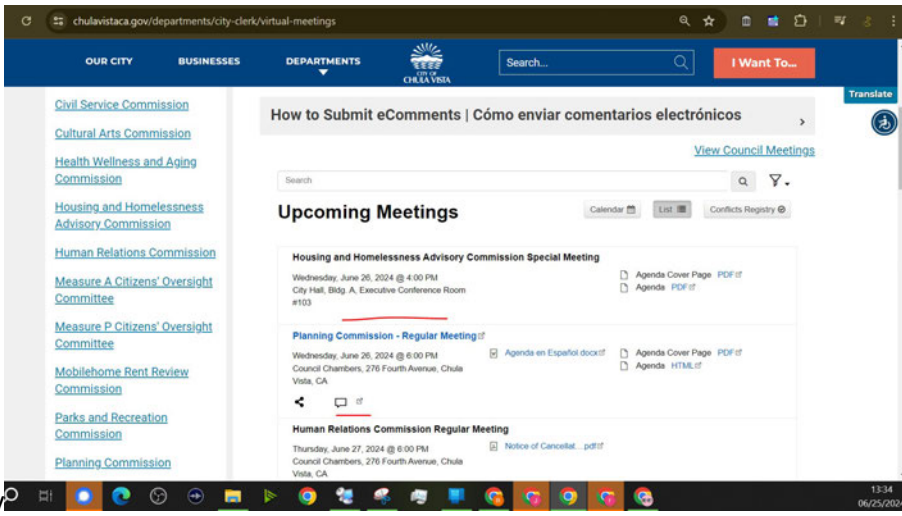 chulavistaca.gov/departments/city-clerk/virtual-meetings
OUR CITY
BUSINESSES
DEPARTMENTS
CITY OF
CHULA VISTA
Search...
I Want To...
Translate
Civil Service Commission
Cultural Arts Commission
Health Wellness and Aging
Commission
Housing and Homelessness
Advisory Commission
Human Relations Commission
Measure A Citizens' Oversight
Committee
Measure P Citizens' Oversight
Committee
Mobilehome Rent Review
Commission
Parks and Recreation
Commission
Planning Commission
How to Submit eComments | Cómo enviar comentarios electrónicos
View Council Meetings
Search
Upcoming Meetings
Calendar
List
Conflicts Registry
Housing and Homelessness Advisory Commission Special Meeting
Wednesday, June 26, 2024 @ 4:00 PM
City Hall, Bldg. A, Executive Conference Room
#103
Agenda Cover Page PDF
Agenda PDF
Planning Commission - Regular Meeting
Wednesday, June 26, 2024 @ 6:00 PM
Council Chambers, 276 Fourth Avenue, Chula
Vista, CA
Agenda en Español.docx
Agenda Cover Page PDF
Agenda HTML
Human Relations Commission Regular Meeting
Thursday, June 27, 2024 @ 6:00 PM
Council Chambers, 276 Fourth Avenue, Chula
Vista, CA
Notice of Cancellat....pdf
13:34
06/25/202